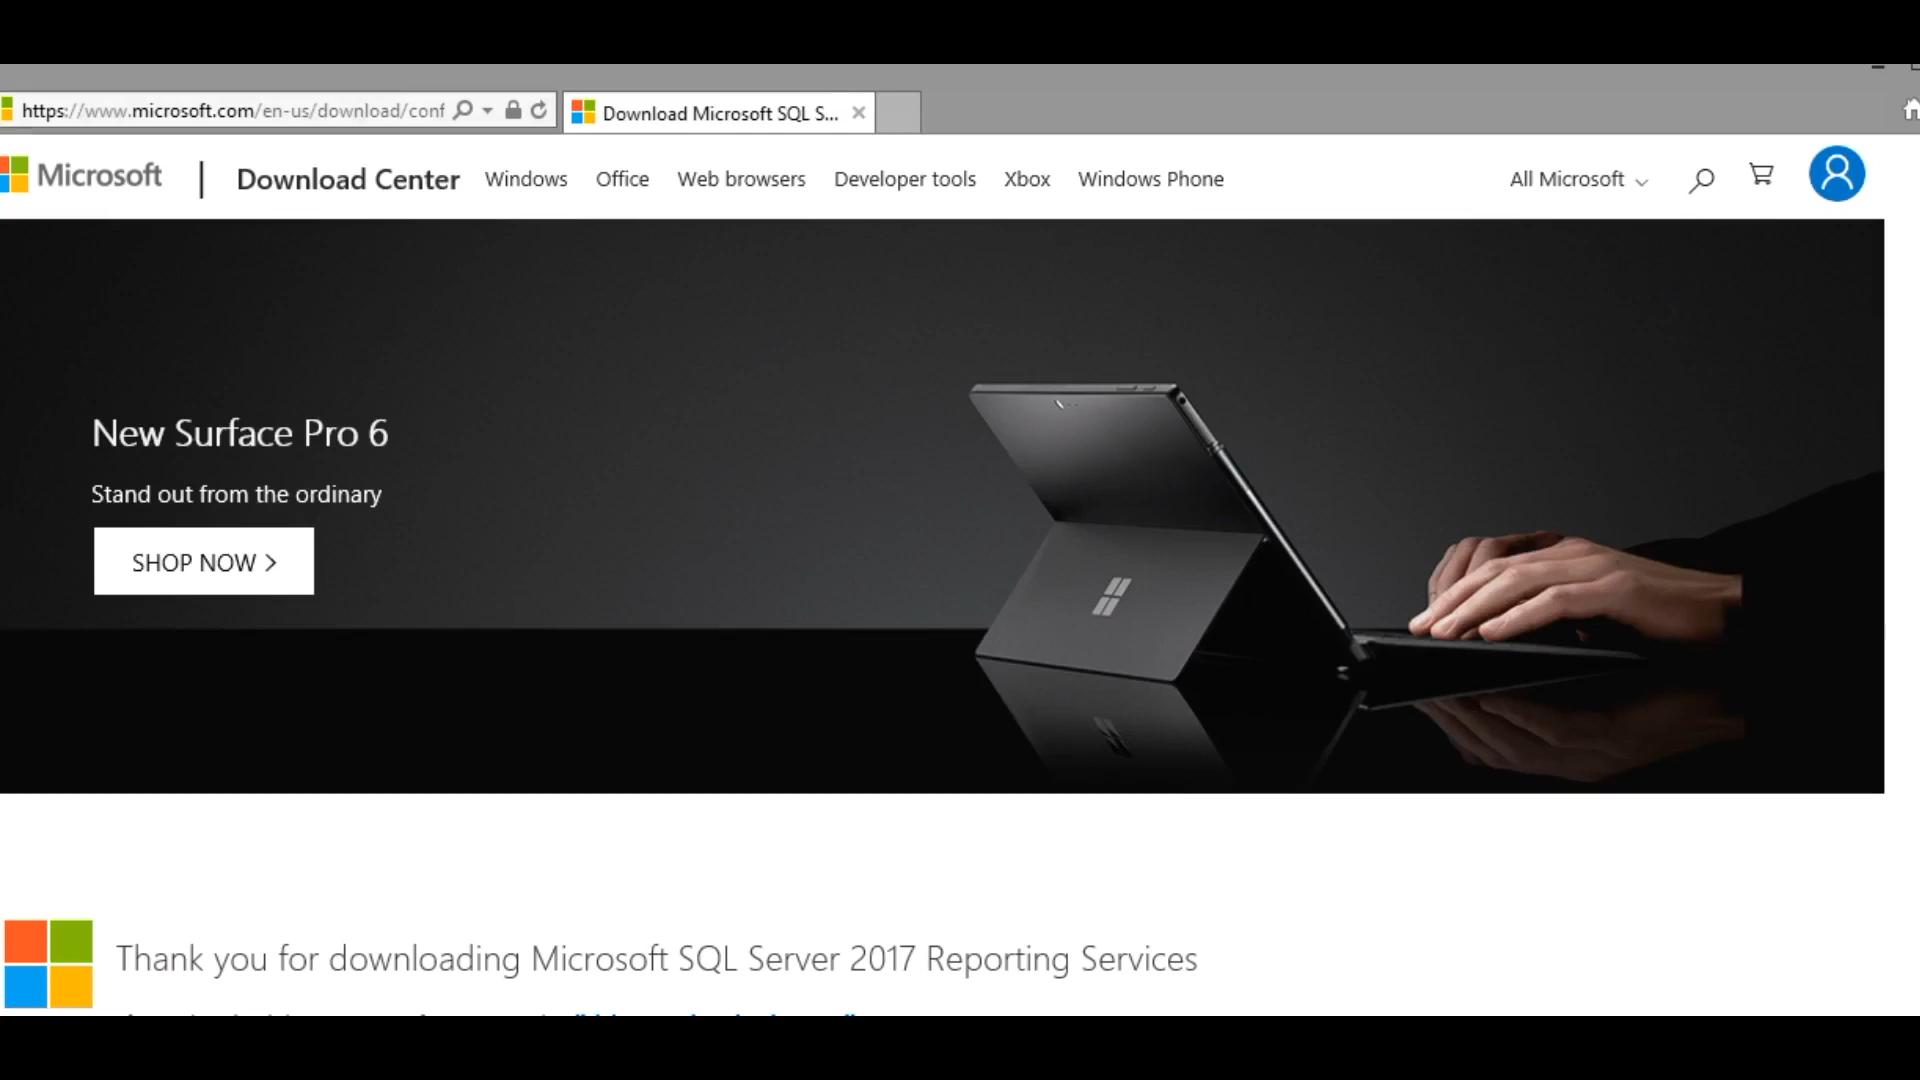 https://www.microsoft.com/en-us/download/conf
Download Microsoft SQL S...
Microsoft
Download Center
Windows
Office
Web browsers
Developer tools
Xbox
Windows Phone
All Microsoft
New Surface Pro 6
Stand out from the ordinary
SHOP NOW >
Thank you for downloading Microsoft SQL Server 2017 Reporting Services